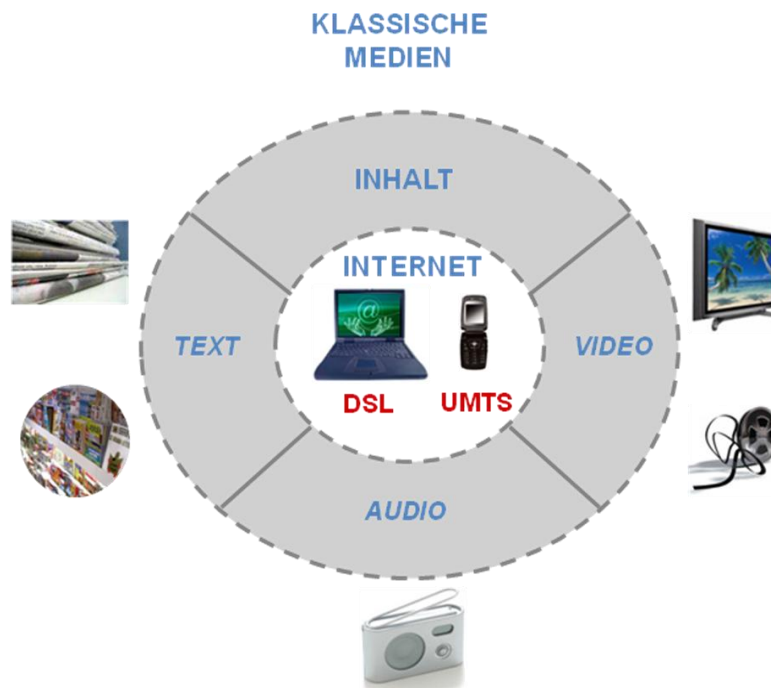 KLASSISCHE
MEDIEN
INHALT
INTERNET
TEXT
VIDEO
@
DSL
UMTS
AUDIO